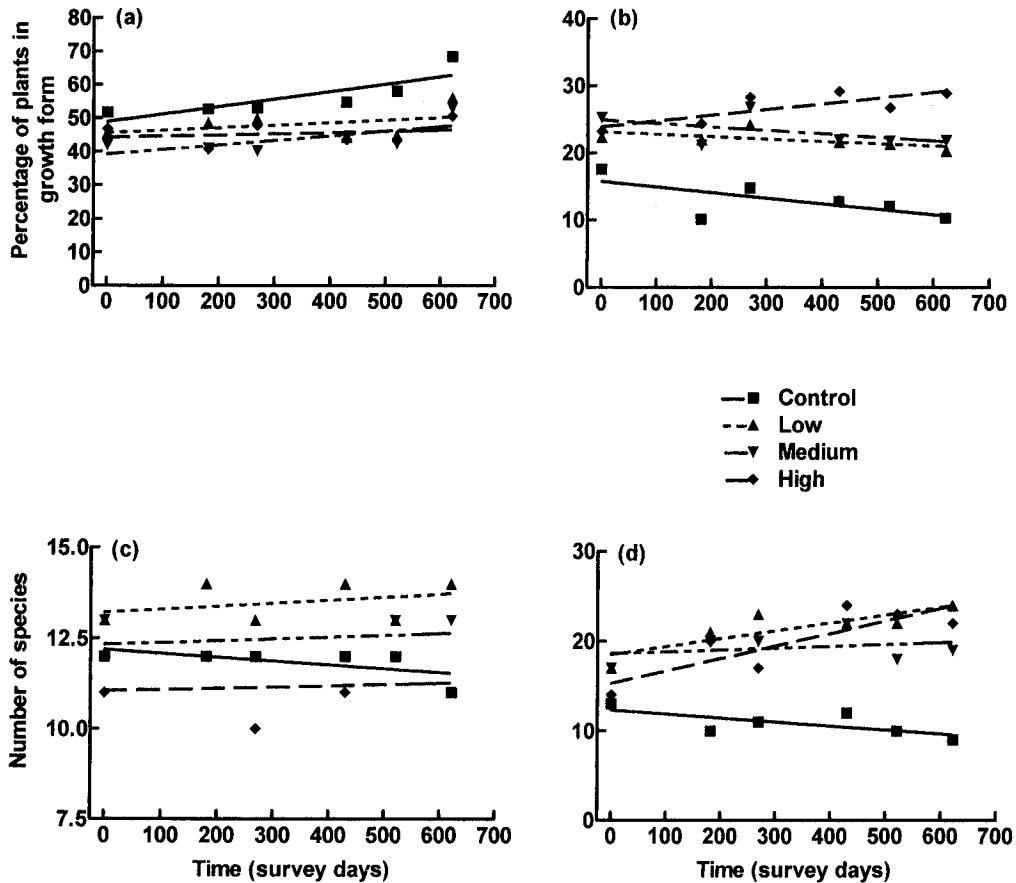 (a)
Percentage of plants in
growth form
80
70
60
50
40
30
20
10
0
0 100 200 300 400 500 600 700
(b)
40
30
20
10
0
0 100 200 300 400 500 600 700
Control
Low
Medium
High
(c)
Number of species
15.0
12.5
10.0
7.5
0 100 200 300 400 500 600 700
Time (survey days)
(d)
30
20
10
0
0 100 200 300 400 500 600 700
Time (survey days)